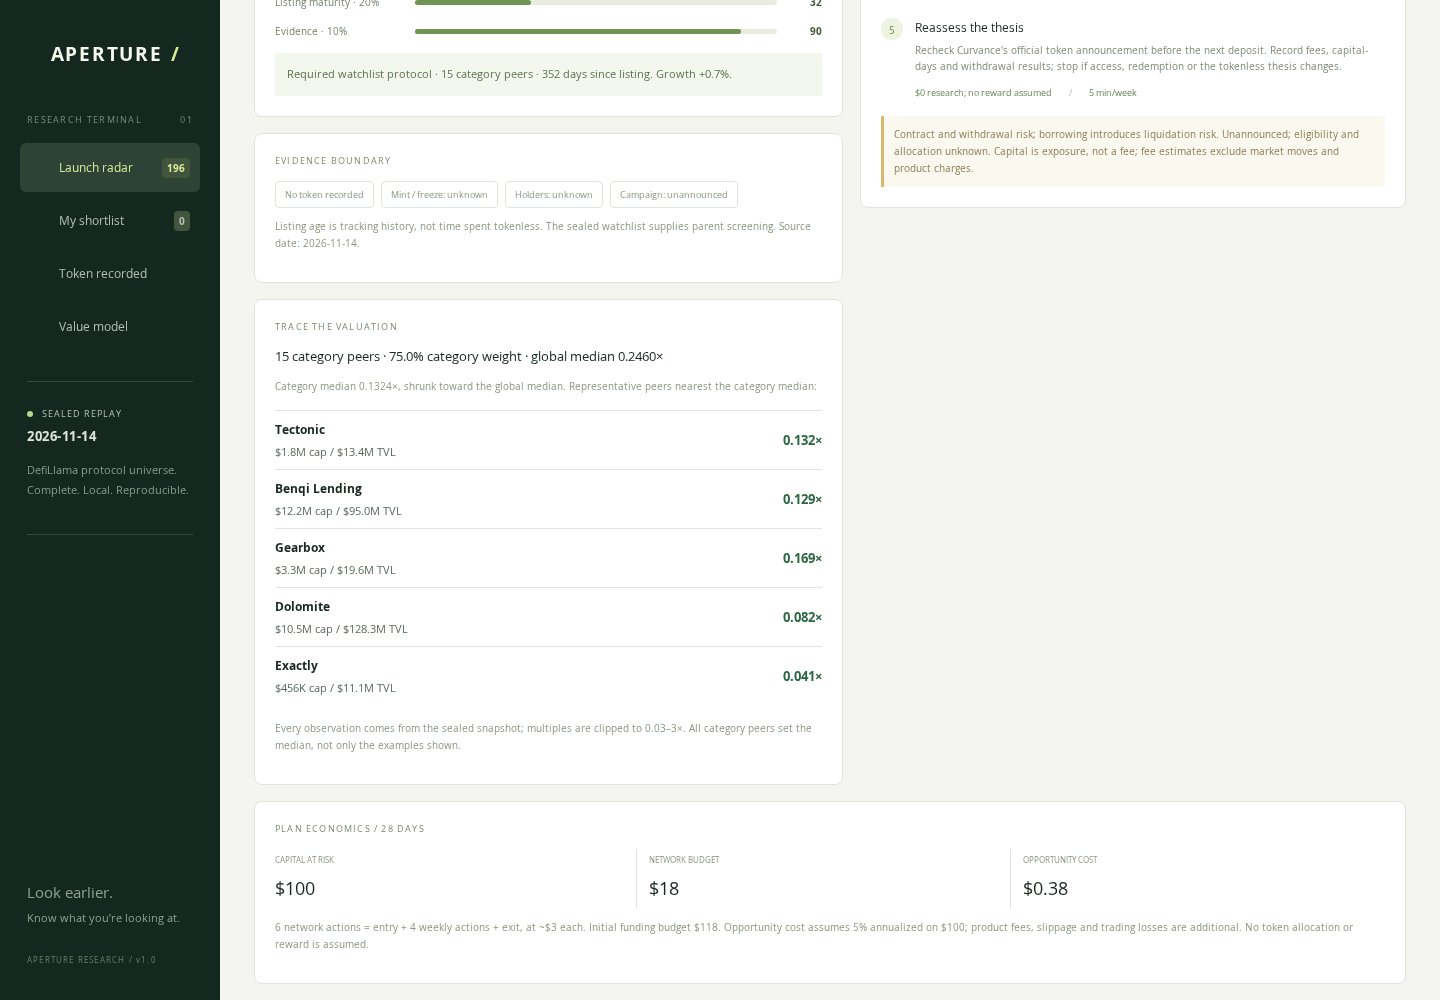 APERTURE /
RESEARCH TERMINAL 01
Launch radar 196
My shortlist 0
Token recorded
Value model
SEALED REPLAY
2026-11-14
DefiLlama protocol universe.
Complete. Local. Reproducible.
Look earlier.
Know what you’re looking at.
APERTURE RESEARCH / v1.0
Listing maturity · 20% 32
Evidence · 10% 90
Required watchlist protocol · 15 category peers · 352 days since listing. Growth +0.7%.
EVIDENCE BOUNDARY
No token recorded
Mint / freeze: unknown
Holders: unknown
Campaign: unannounced
Listing age is tracking history, not time spent tokenless. The sealed watchlist supplies parent screening. Source
date: 2026-11-14.
TRACE THE VALUATION
15 category peers · 75.0% category weight · global median 0.2460×
Category median 0.1324×, shrunk toward the global median. Representative peers nearest the category median:
Tectonic
$1.8M cap / $13.4M TVL
0.132×
Benqi Lending
$12.2M cap / $95.0M TVL
0.129×
Gearbox
$3.3M cap / $19.6M TVL
0.169×
Dolomite
$10.5M cap / $128.3M TVL
0.082×
Exactly
$456K cap / $11.1M TVL
0.041×
Every observation comes from the sealed snapshot; multiples are clipped to 0.03–3×. All category peers set the
median, not only the examples shown.
5 Reassess the thesis
Recheck Curvance's official token announcement before the next deposit. Record fees, capital-
days and withdrawal results; stop if access, redemption or the tokenless thesis changes.
$0 research; no reward assumed / 5 min/week
Contract and withdrawal risk; borrowing introduces liquidation risk. Unannounced; eligibility and
allocation unknown. Capital is exposure, not a fee; fee estimates exclude market moves and
product charges.
PLAN ECONOMICS / 28 DAYS
CAPITAL AT RISK
$100
NETWORK BUDGET
$18
OPPORTUNITY COST
$0.38
6 network actions = entry + 4 weekly actions + exit, at ~$3 each. Initial funding budget $118. Opportunity cost assumes 5% annualized on $100; product fees, slippage and trading losses are additional. No token allocation or
reward is assumed.